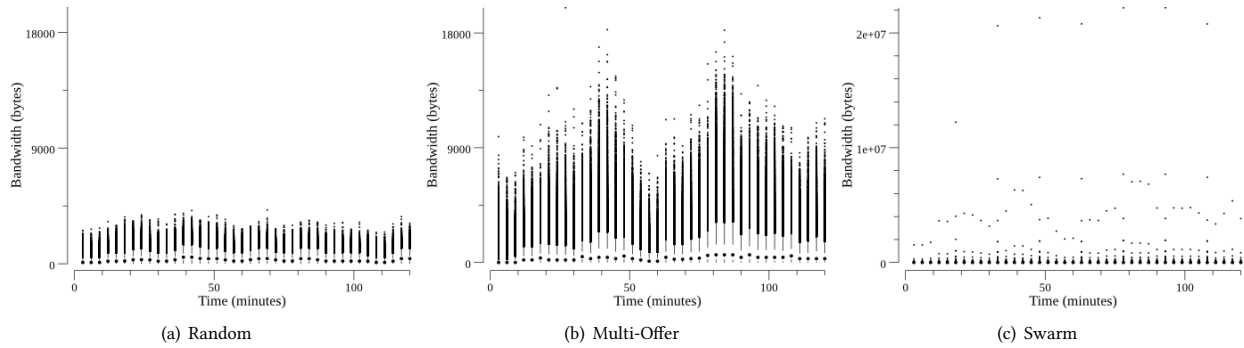 18000
9000
0
Bandwidth (bytes)
0
50
100
Time (minutes)
(a) Random
18000
9000
0
Bandwidth (bytes)
0
50
100
Time (minutes)
(b) Multi-Offer
2e+07
1e+07
0
Bandwidth (bytes)
0
50
100
Time (minutes)
(c) Swarm